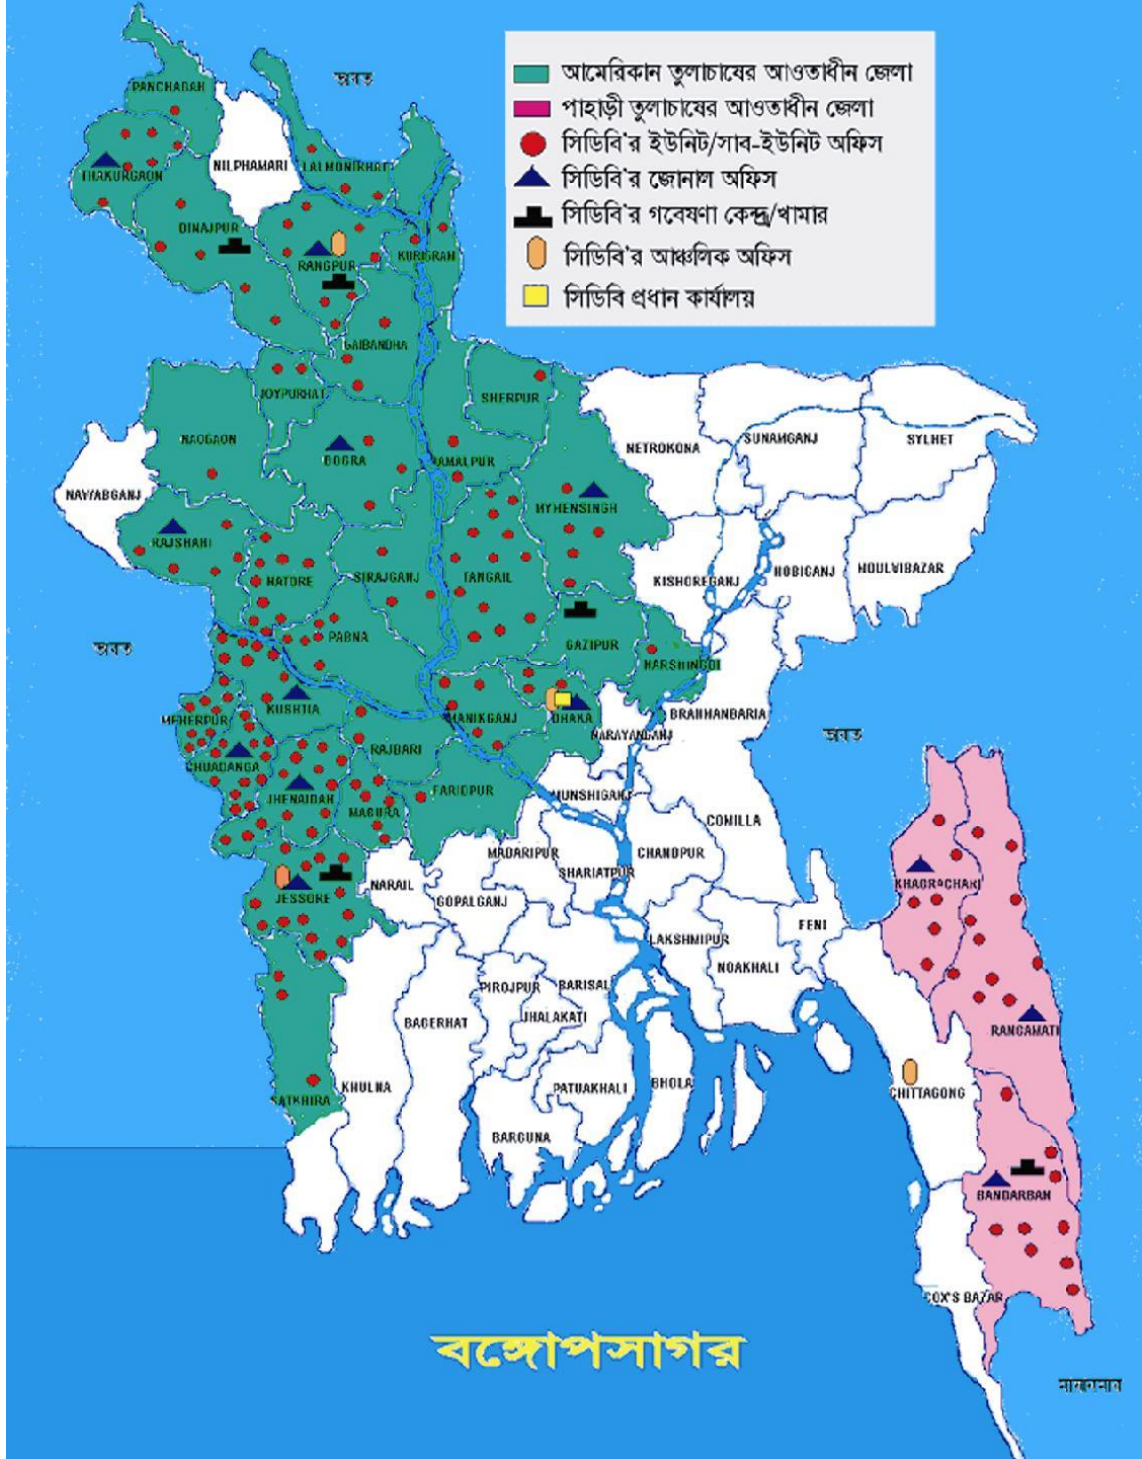 আমেরিকান তুলাচাষের আওতাধীন জেলা
পাহাড়ী তুলাচাষের আওতাধীন জেলা
সিডিবি'র ইউনিট/সাব-ইউনিট অফিস
সিডিবি'র জোনাল অফিস
সিডিবি'র গবেষণা কেন্দ্র/খামার
সিডিবি'র আঞ্চলিক অফিস
সিডিবি প্রধান কার্যালয়
ভারত
PANCHAGAH
NILPHAMARI
LALMONIRHAT
THAKURGAON
DINAJPUR
RANGPUR
KURIGRAM
GAIBANDHA
JOYPURHAT
SHERPUR
NAOGAON
BOGRA
JAMALPUR
NETROKONA
SUNAMGANJ
SYLHET
NAWABGANJ
MYMENSINGH
RAJSHAHI
NATORE
SIRAJGANJ
TANGAIL
KISHOREGANJ
HOBIGANJ
MOULVIBAZAR
PABNA
GAZIPUR
NARSHINGDI
ভারত
KUSHTIA
MEHERPUR
MANIKGANJ
DHAKA
BRAHMANBARIA
NARAYANGANJ
ভারত
CHUADANGA
RAJBARI
JHENAIDAH
MAGURA
FARIDPUR
MUNSHIGANJ
COMILLA
MADARIPUR
SHARIATPUR
CHANDPUR
KHAGRACHARI
JESSORE
NARAIL
GOPALGANJ
FENI
LAKSHMIPUR
NOAKHALI
PIROJPUR
BARISAL
JHALAKATI
BAGERHAT
RANGAMATI
KHULNA
PATUAKHALI
BHOLA
CHITTAGONG
SATKHIRA
BARGUNA
BANDARBAN
COX'S BAZAR
বঙ্গোপসাগর
মায়ানমার